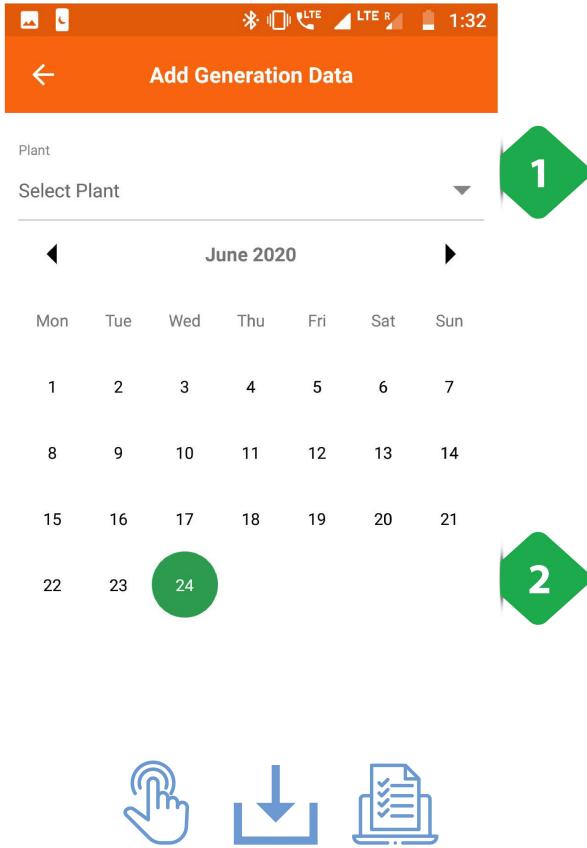 LTE LTE R 1:32
Add Generation Data
Plant
Select Plant
1
June 2020
Mon Tue Wed Thu Fri Sat Sun
1 2 3 4 5 6 7
8 9 10 11 12 13 14
15 16 17 18 19 20 21
22 23 24
2